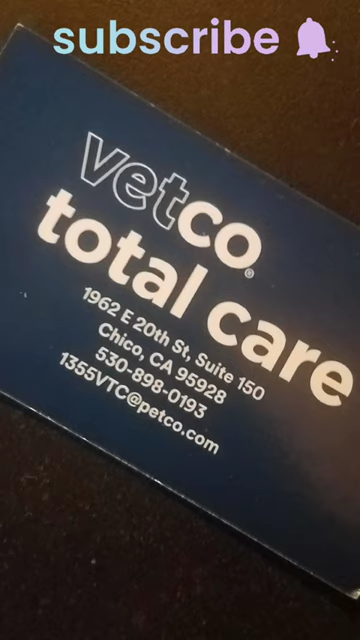 subscribe
vetco®
total care
1962 E 20th St, Suite 150
Chico, CA 95928
530-898-0193
1355VTC@petco.com